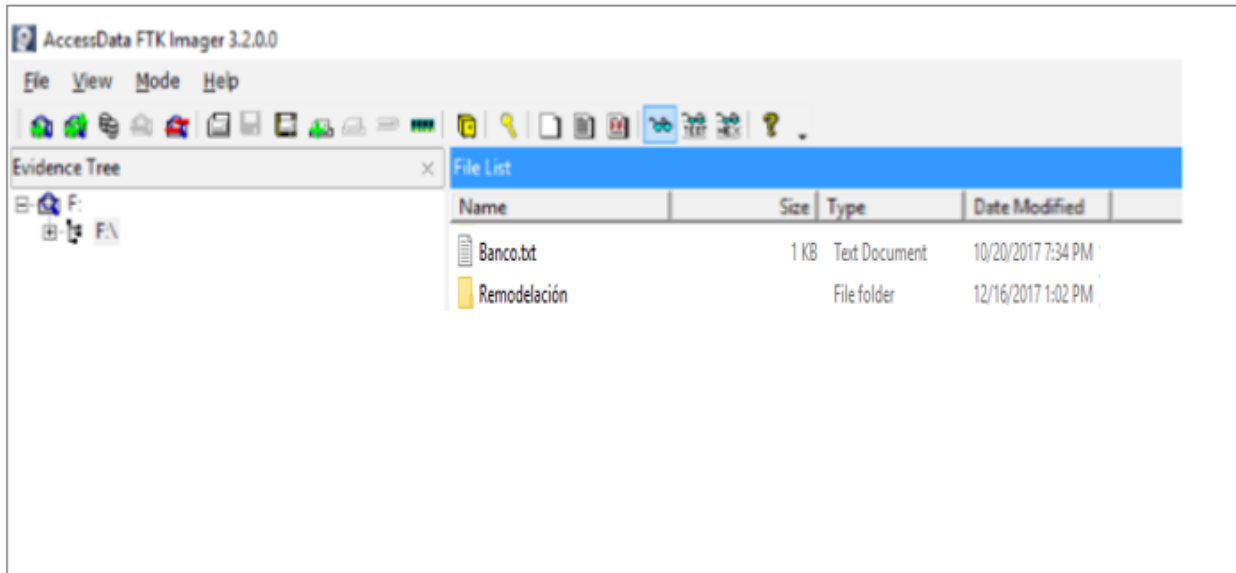 AccessData FTK Imager 3.2.0.0
File View Mode Help
TEXT HEX ?
Evidence Tree × File List
F: Name Size Type Date Modified
F:\
Banco.txt 1 KB Text Document 10/20/2017 7:34 PM
Remodelación File folder 12/16/2017 1:02 PM